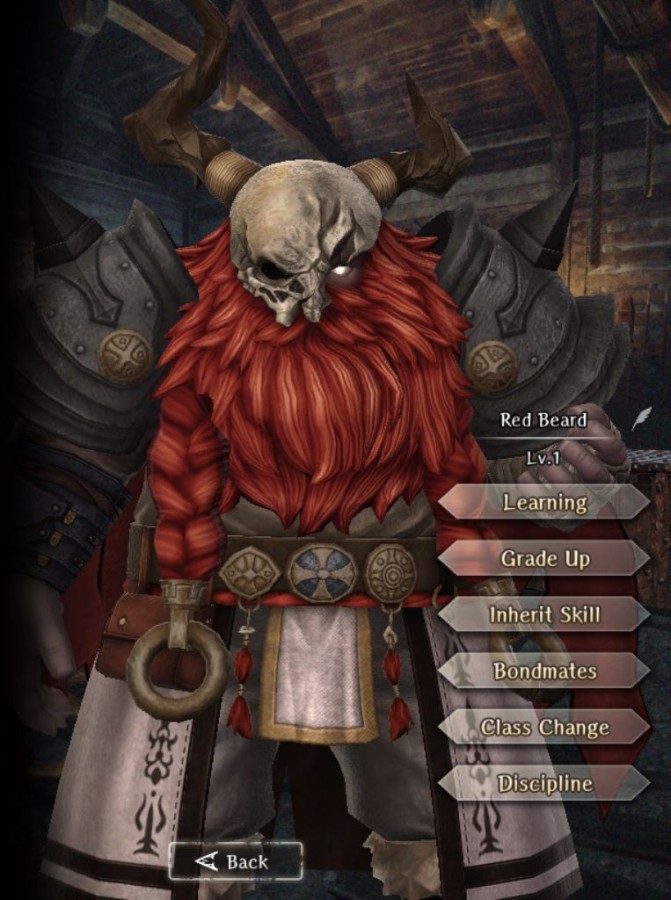 Red Beard
Lv.1
Learning
Grade Up
Inherit Skill
Bondmates
Class Change
Discipline
Back